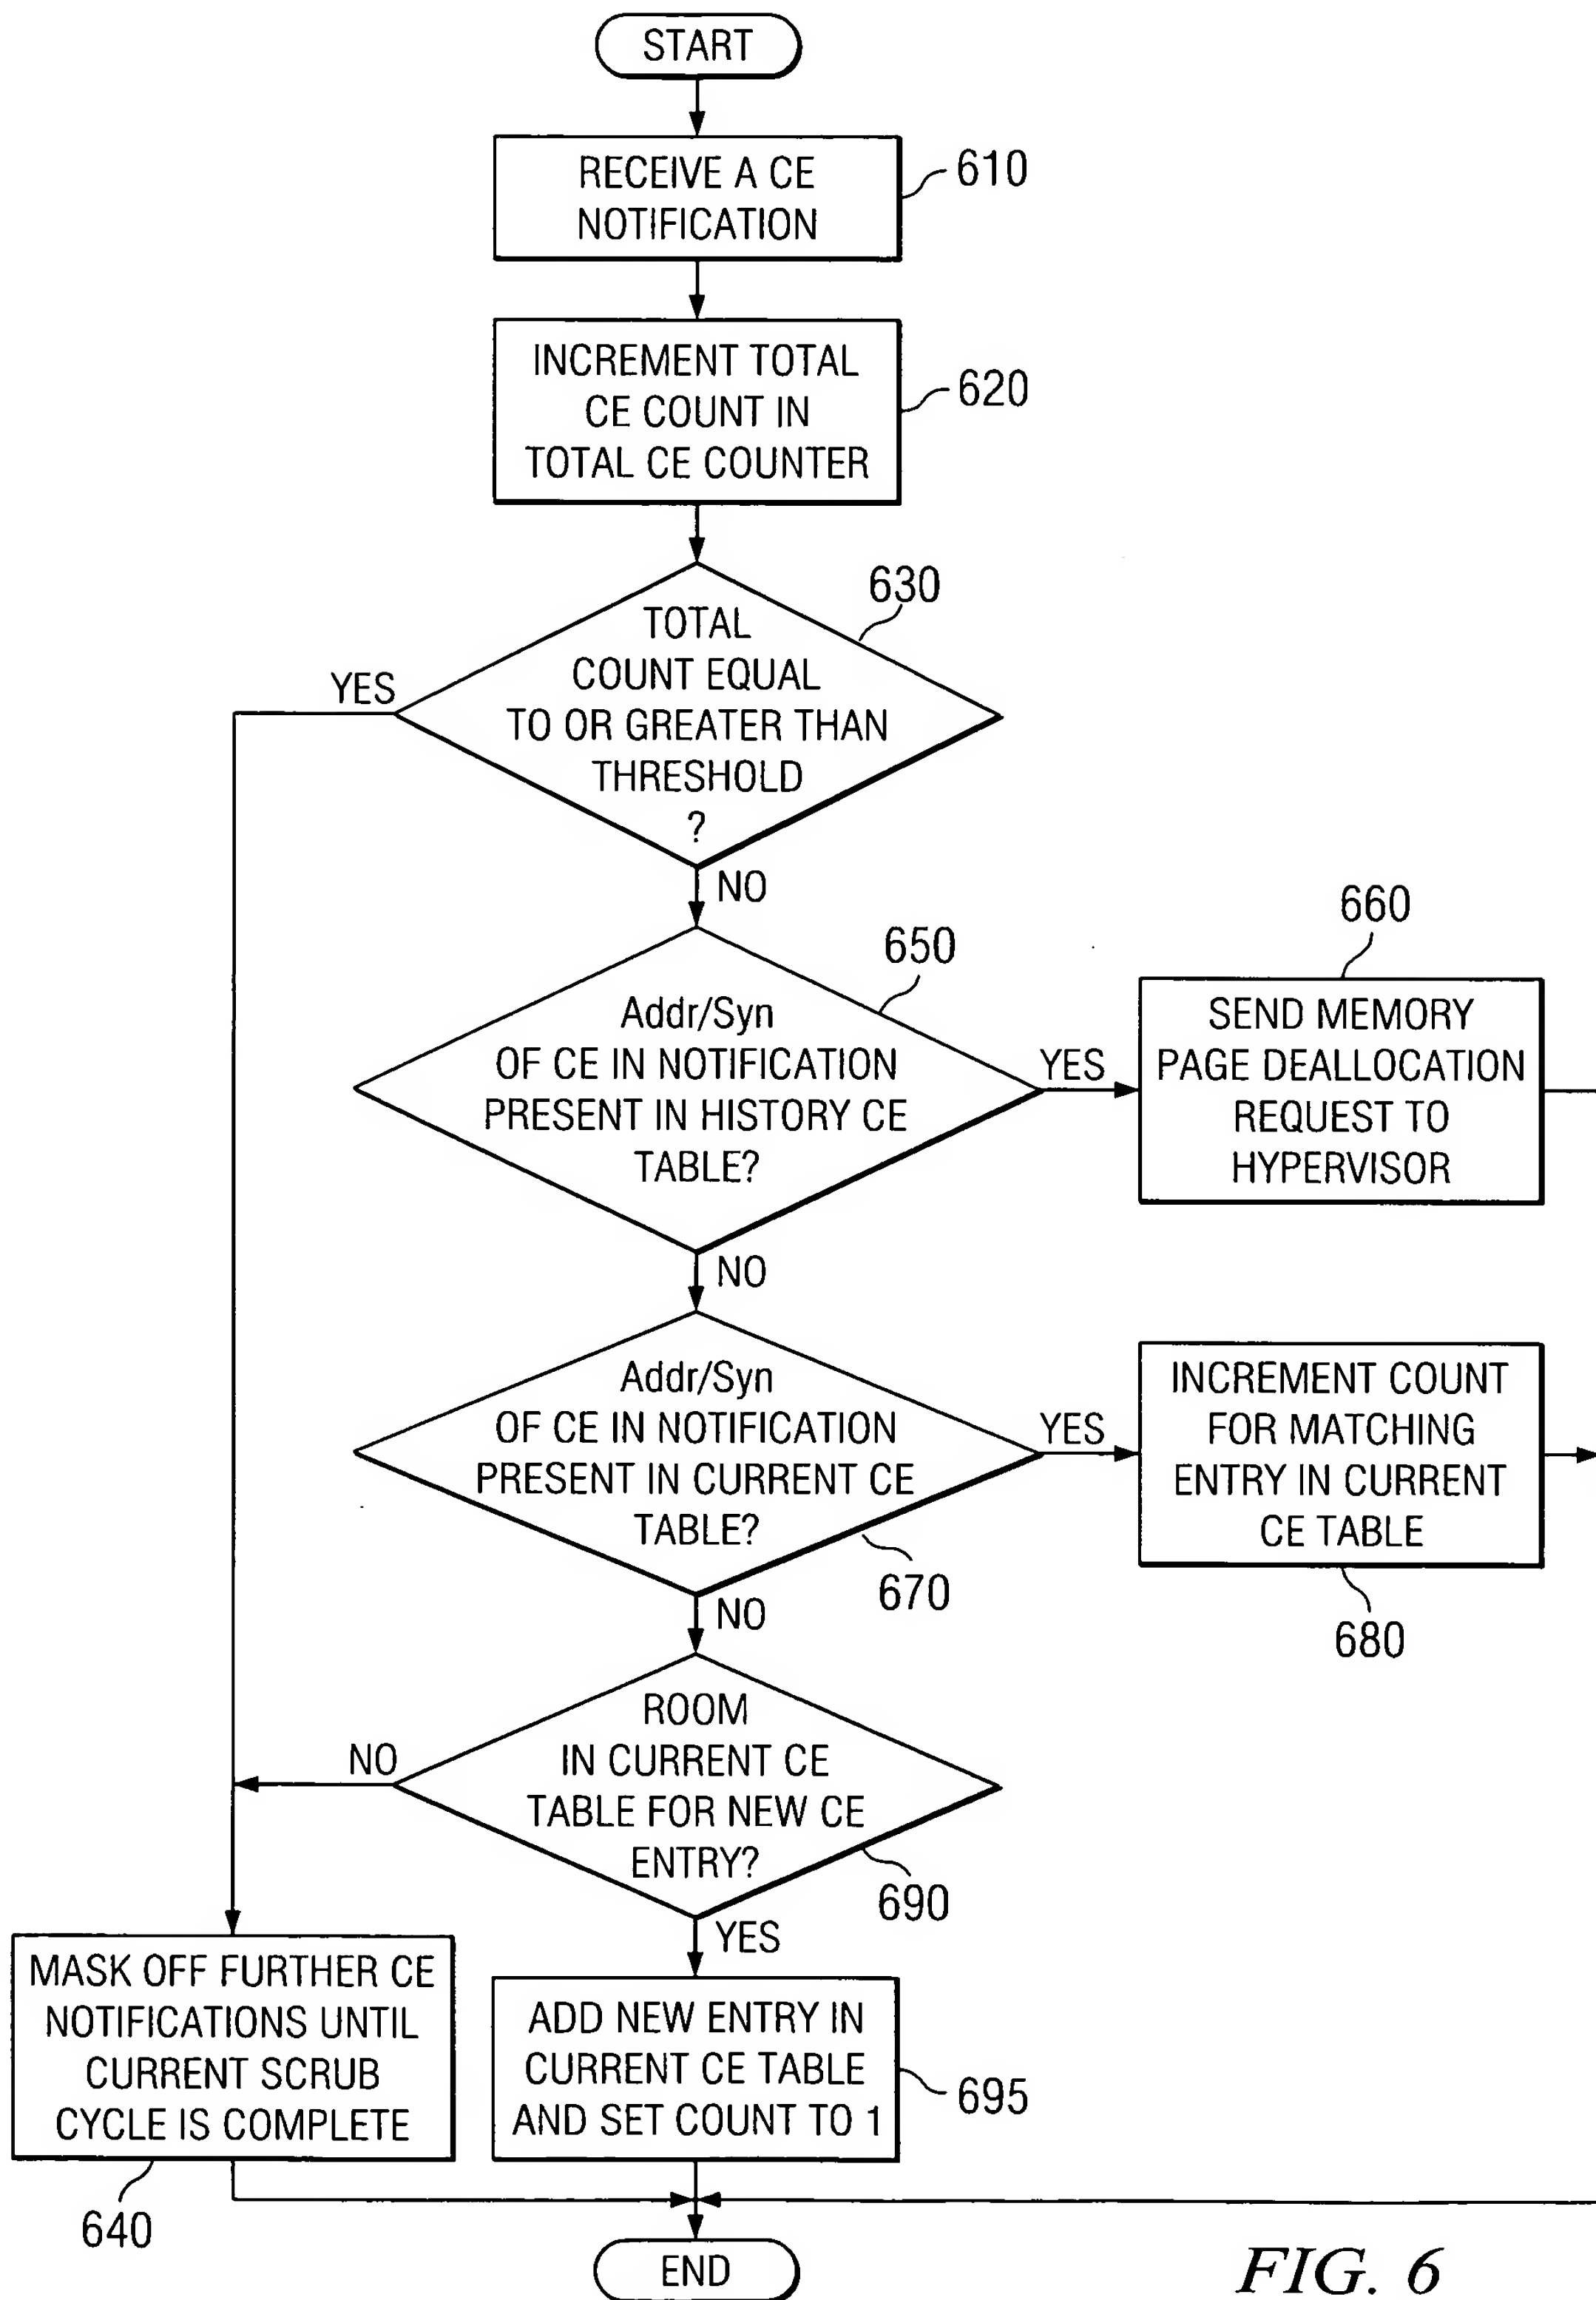 START
RECEIVE A CE
NOTIFICATION
610
INCREMENT TOTAL
CE COUNT IN
TOTAL CE COUNTER
620
630
TOTAL
COUNT EQUAL
TO OR GREATER THAN
THRESHOLD
?
YES
NO
650
Addr/Syn
OF CE IN NOTIFICATION
PRESENT IN HISTORY CE
TABLE?
YES
660
SEND MEMORY
PAGE DEALLOCATION
REQUEST TO
HYPERVISOR
NO
Addr/Syn
OF CE IN NOTIFICATION
PRESENT IN CURRENT CE
TABLE?
670
YES
INCREMENT COUNT
FOR MATCHING
ENTRY IN CURRENT
CE TABLE
680
NO
ROOM
IN CURRENT CE
TABLE FOR NEW CE
ENTRY?
690
NO
YES
MASK OFF FURTHER CE
NOTIFICATIONS UNTIL
CURRENT SCRUB
CYCLE IS COMPLETE
640
ADD NEW ENTRY IN
CURRENT CE TABLE
AND SET COUNT TO 1
695
END
FIG. 6